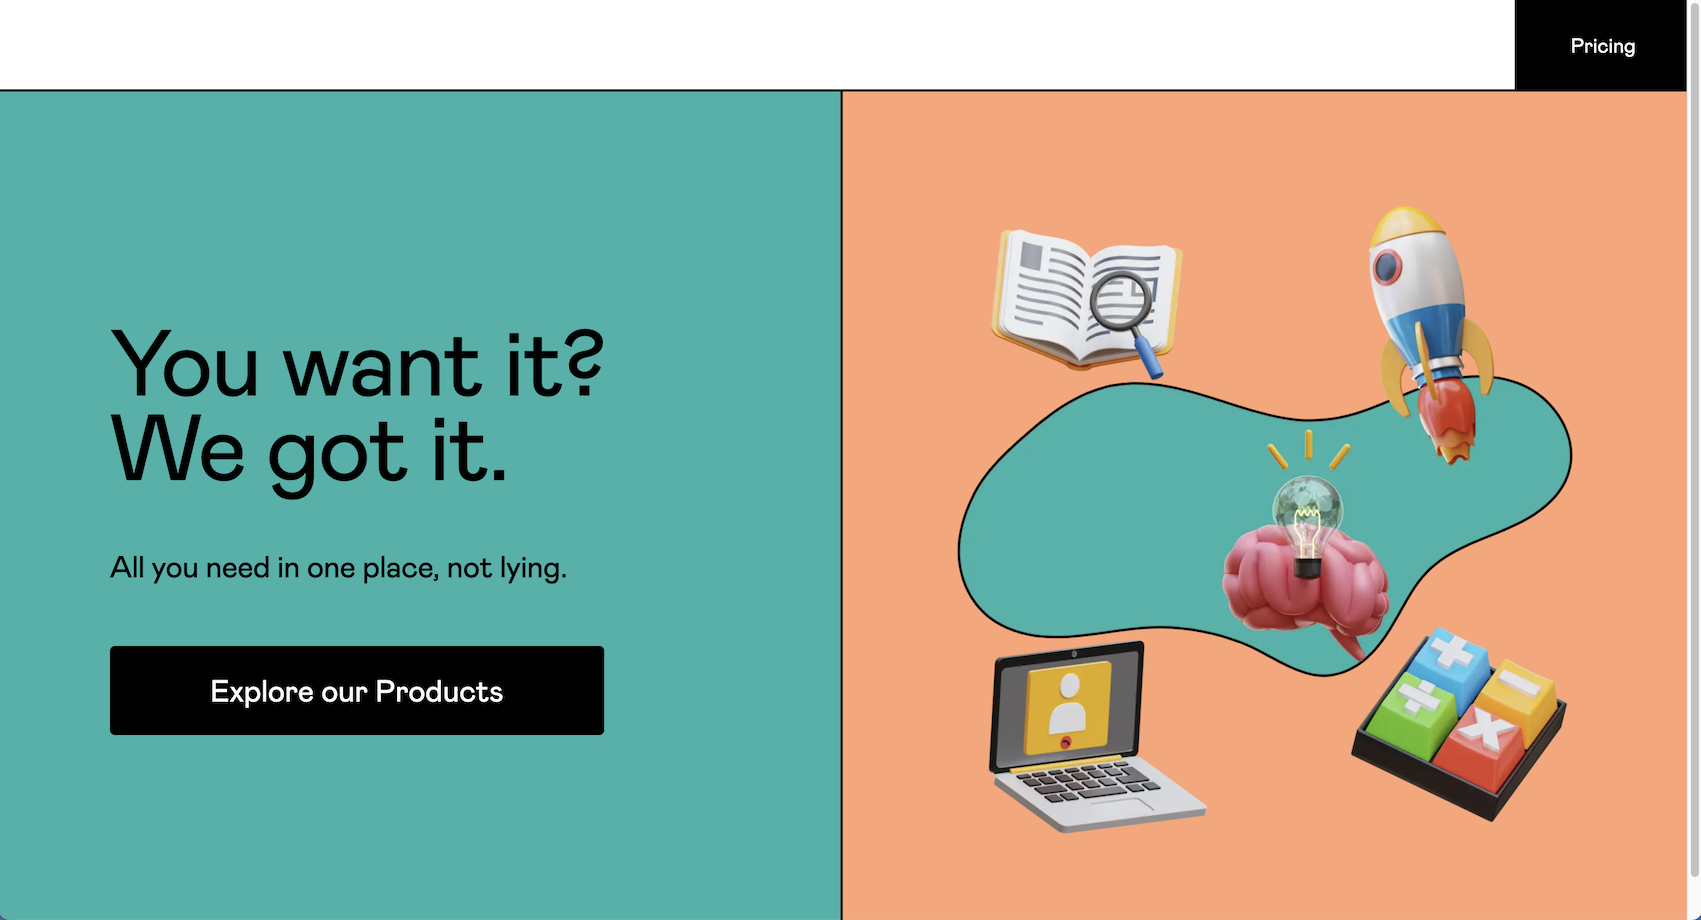 Pricing
You want it?
We got it.
All you need in one place, not lying.
Explore our Products